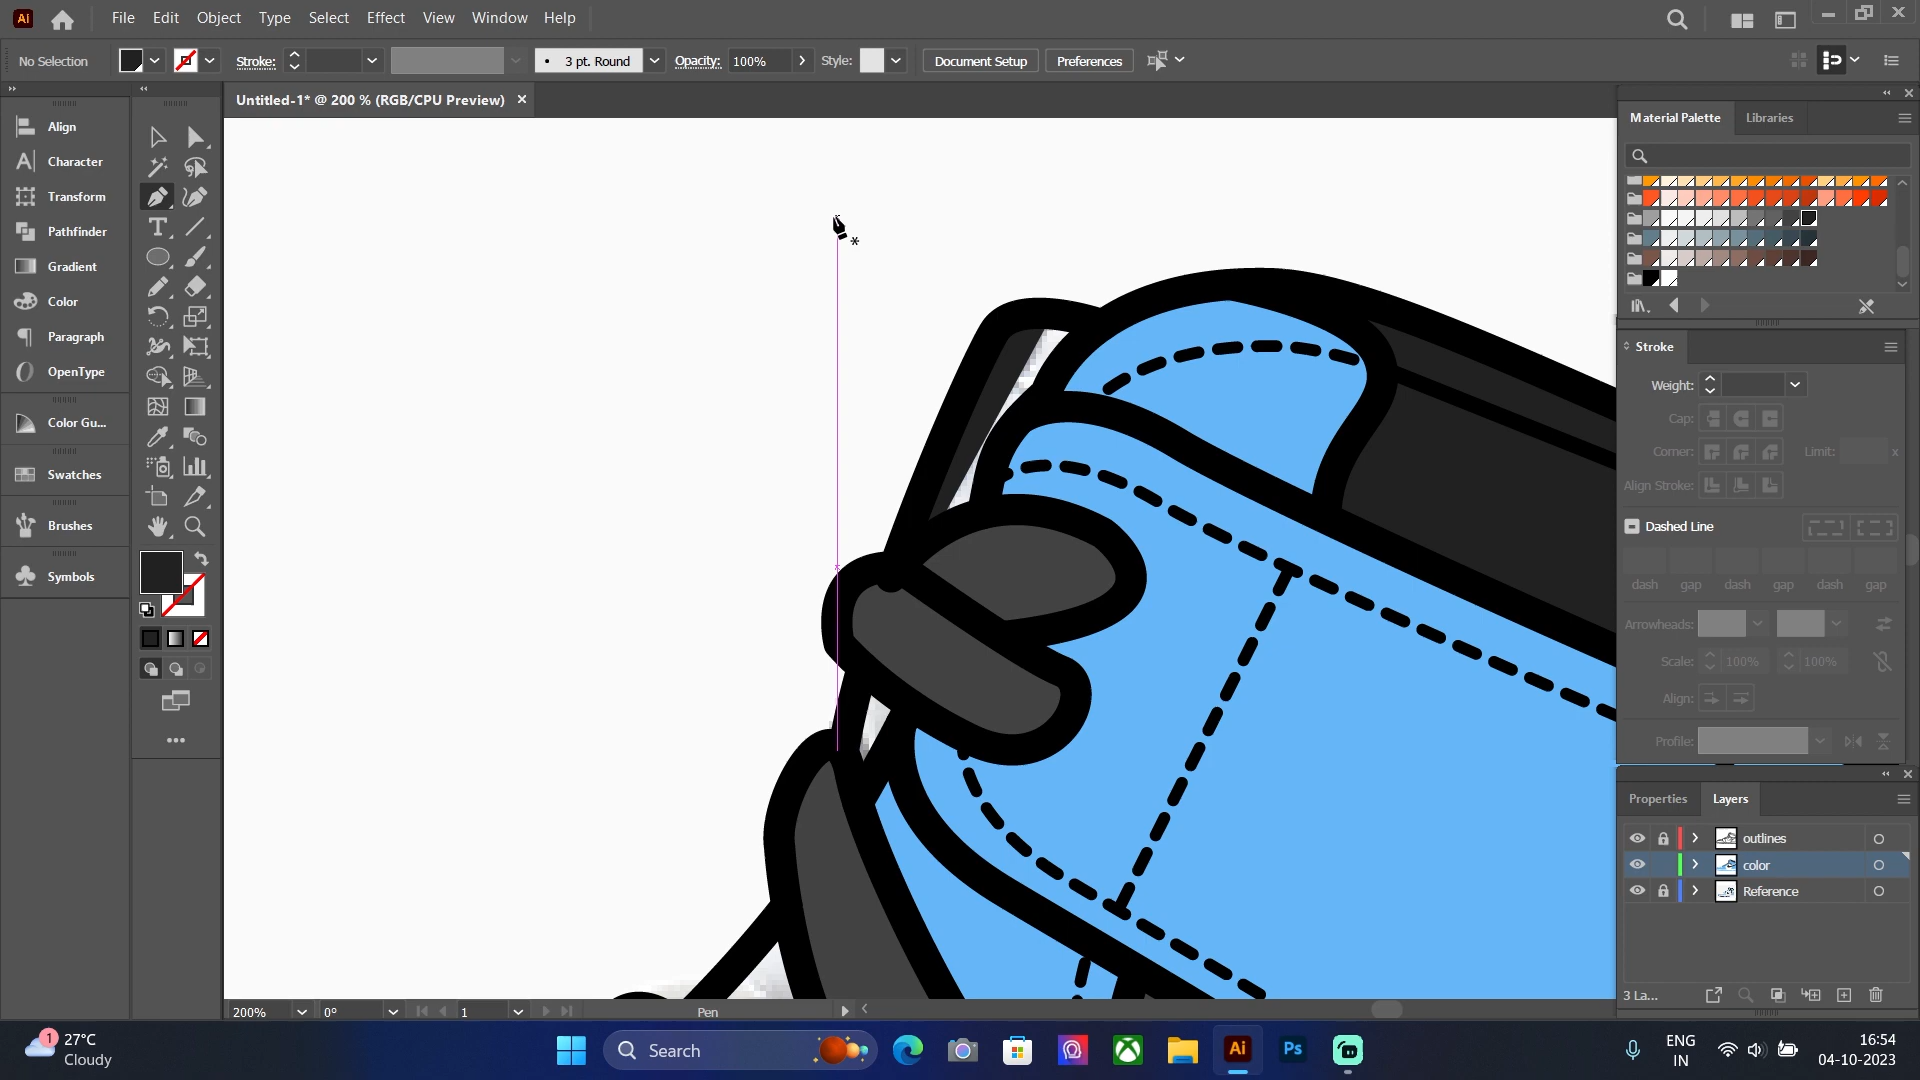 Ai File Edit Object Type Select Effect View Window Help
No Selection Stroke: 3 pt. Round Opacity: 100% Style: Document Setup Preferences
Untitled-1* @ 200 % (RGB/CPU Preview)
Align
Character
Transform
Pathfinder
Gradient
Color
Paragraph
OpenType
Color Gu...
Swatches
Brushes
Symbols
Material Palette Libraries
Stroke
Weight:
Cap:
Corner: Limit: x
Align Stroke:
Dashed Line
dash gap dash gap dash gap
Arrowheads:
Scale: 100% 100%
Align:
Profile:
Properties Layers
outlines
color
Reference
3 La...
200% 0° 1 Pen
1 27°C
Cloudy
Search
Ai Ps
ENG
IN
16:54
04-10-2023